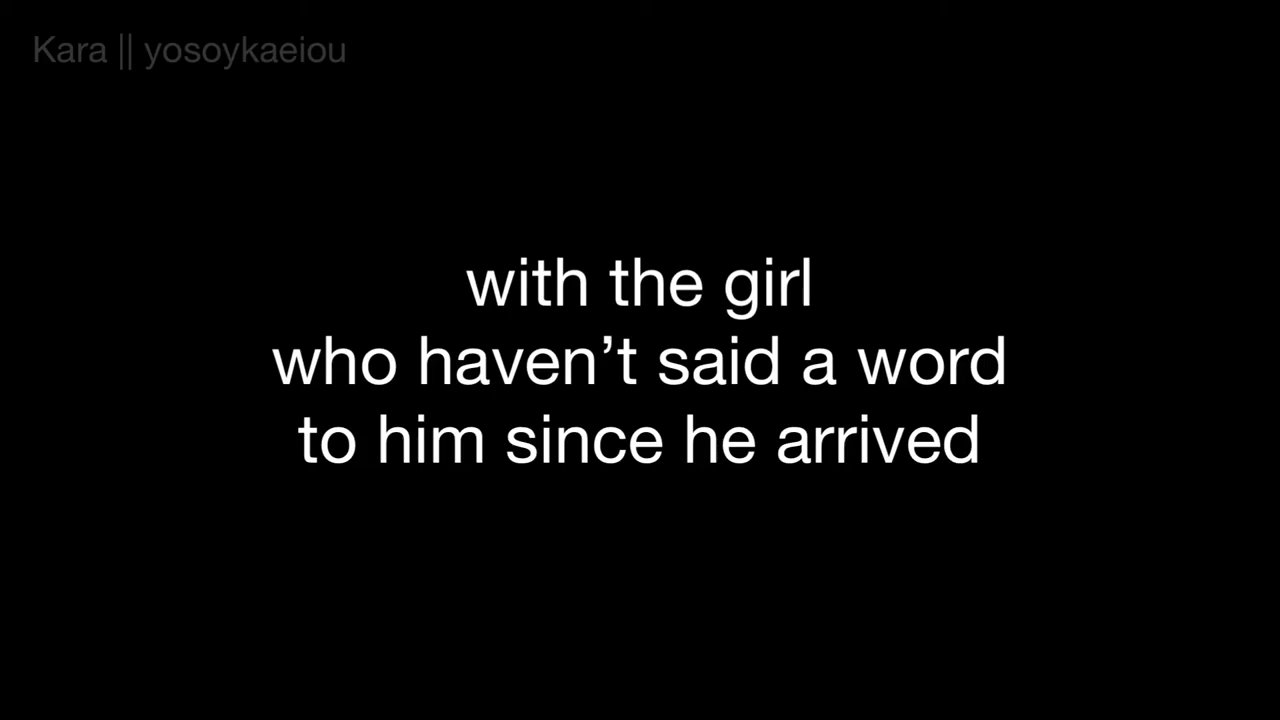 Kara || yosoykaeiou
with the girl
who haven’t said a word
to him since he arrived